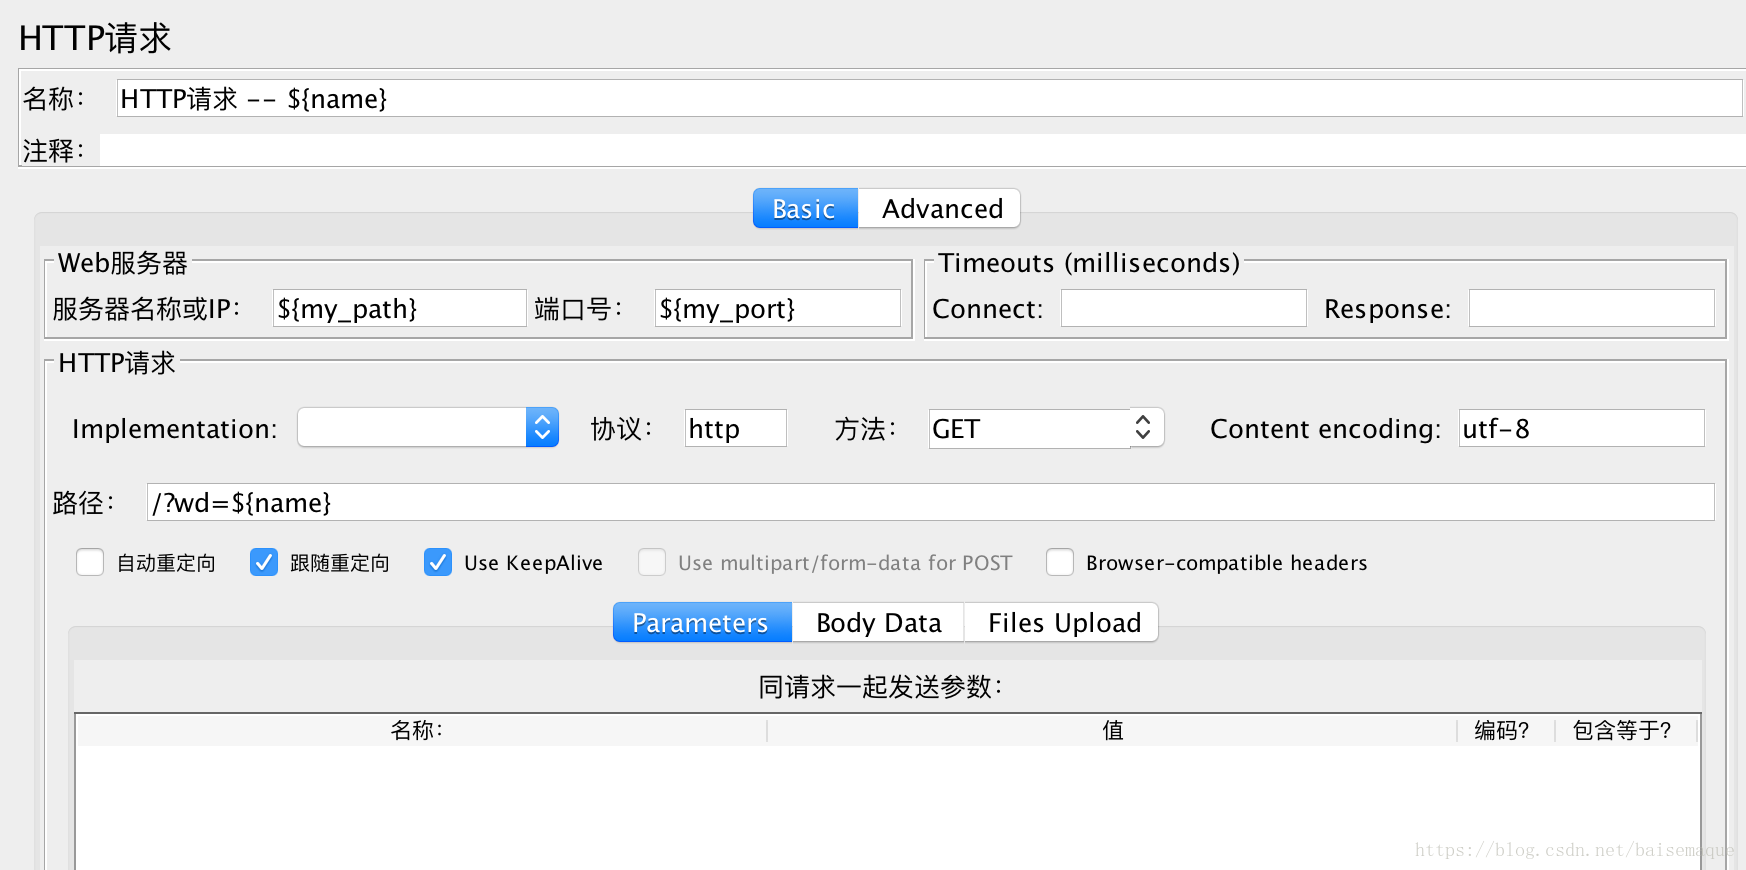 HTTP请求
名称： HTTP请求 -- ${name}
注释：
Basic Advanced
Web服务器 Timeouts (milliseconds)
服务器名称或IP： ${my_path} 端口号： ${my_port} Connect: Response:
HTTP请求
Implementation: 协议： http 方法： GET Content encoding: utf-8
路径： /?wd=${name}
自动重定向 跟随重定向 Use KeepAlive Use multipart/form-data for POST Browser-compatible headers
Parameters Body Data Files Upload
同请求一起发送参数：
名称： 值 编码? 包含等于?
https://blog.csdn.net/baisemaque